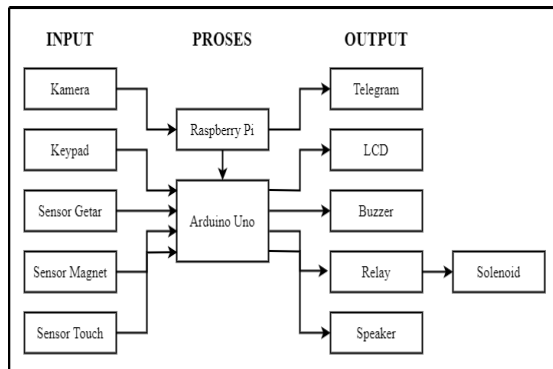 INPUT PROSES OUTPUT
Kamera
Telegram
Raspberry Pi
Keypad
LCD
Sensor Getar
Arduino Uno
Buzzer
Sensor Magnet
Relay
Solenoid
Sensor Touch
Speaker